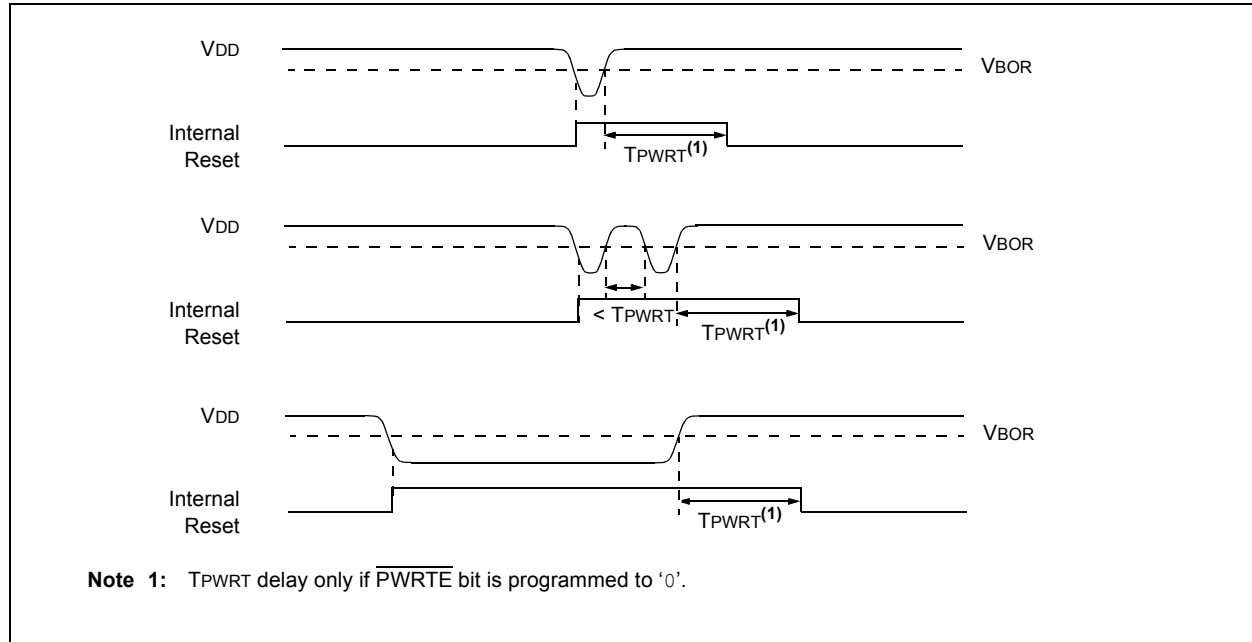 VDD
VBOR
Internal
Reset
TPWRT(1)
VDD
VBOR
Internal
Reset
< TPWRT
TPWRT(1)
VDD
VBOR
Internal
Reset
TPWRT(1)
Note 1: TPWRT delay only if PWRTE bit is programmed to ‘0’.